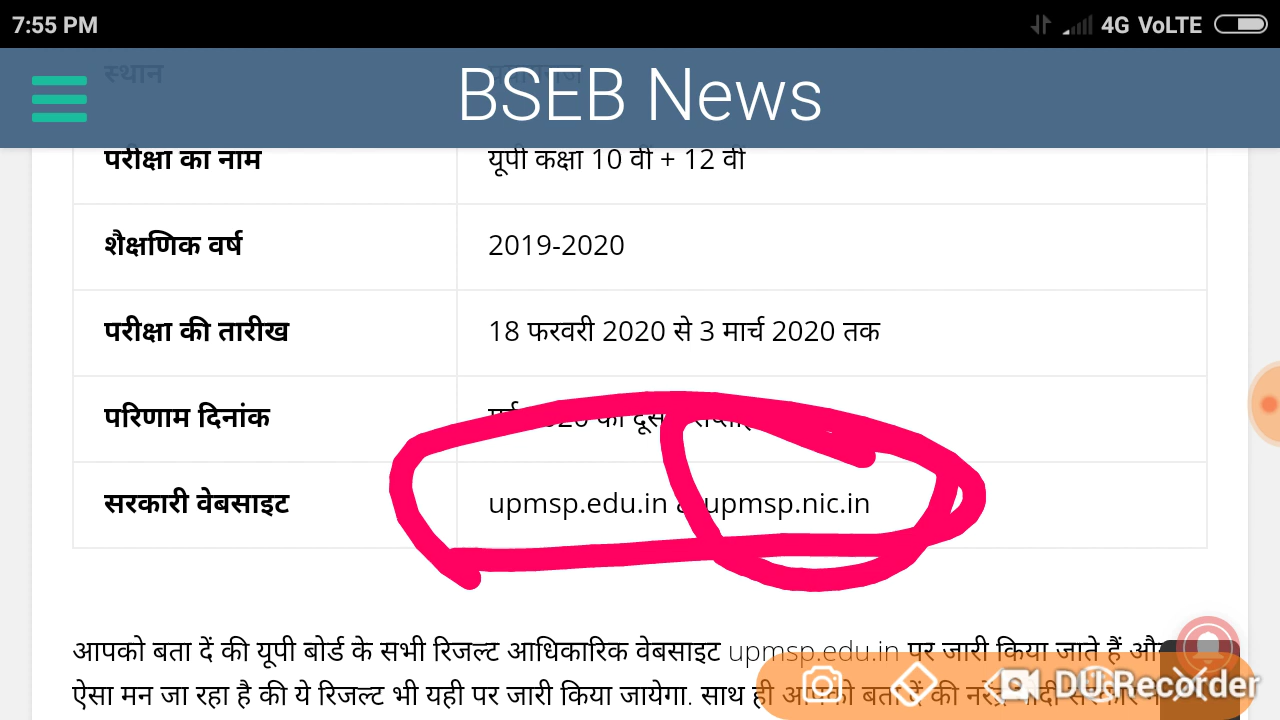 7:55 PM 4G VoLTE
स्थान
BSEB News
परीक्षा का नाम यूपी कक्षा 10 वी + 12 वी
शैक्षणिक वर्ष 2019-2020
परीक्षा की तारीख 18 फरवरी 2020 से 3 मार्च 2020 तक
परिणाम दिनांक
सरकारी वेबसाइट upmsp.edu.in upmsp.nic.in
आपको बता दें की यूपी बोर्ड के सभी रिजल्ट आधिकारिक वेबसाइट upmsp.edu.in पर जारी किया जाते हैं
ऐसा मन जा रहा है की ये रिजल्ट भी यही पर जारी किया जायेगा. साथ ही आपको बता दें की
DU Recorder